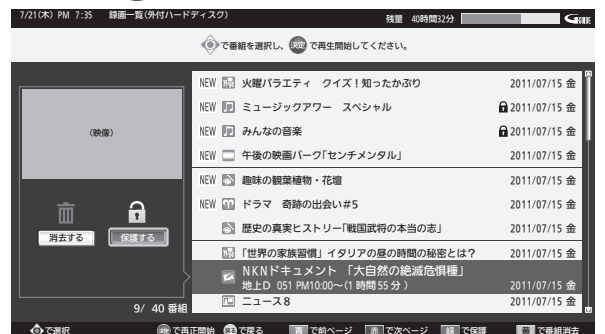 7/21(木) PM 7:35 録画一覧(外付ハードディスク) 残量 40時間32分 G-GUIDE
で番組を選択し、 決定 で再生開始してください。
NEW 火曜バラエティ クイズ！知ったかぶり 2011/07/15 金
NEW ミュージックアワー スペシャル 2011/07/15 金
NEW みんなの音楽 2011/07/15 金
NEW 午後の映画パーク「センチメンタル」 2011/07/15 金
NEW 趣味の観葉植物・花壇 2011/07/15 金
NEW ドラマ 奇跡の出会い#5 2011/07/15 金
歴史の真実ヒストリー「戦国武将の本当の志」 2011/07/15 金
「世界の家族習慣」イタリアの昼の時間の秘密とは？ 2011/07/15 金
NKNドキュメント 「大自然の絶滅危惧種」
地上D 051 PM10:00～(1時間55分) 2011/07/15 金
ニュース8 2011/07/15 金
(映像)
消去する 保護する
9/ 40 番組
で選択 決定 で再正開始 で戻る 青 で前ページ 赤 で次ページ 緑 で保護 黄 で番組消去